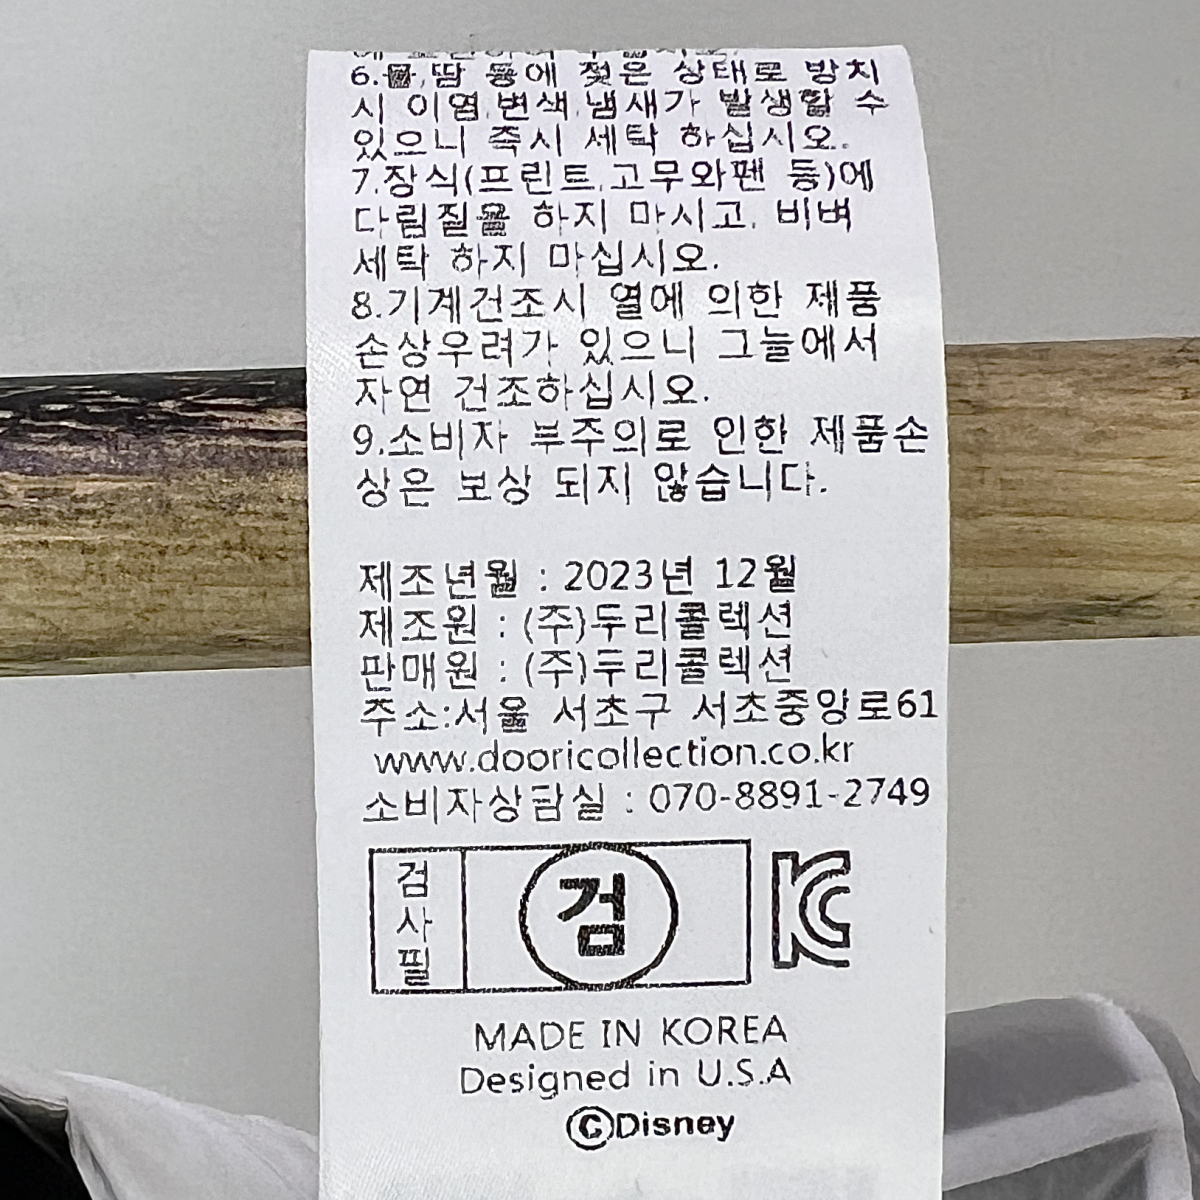 6.물,땀 등에 젖은 상태로 방치
시 이염,변색,냄새가 발생할 수
있으니 즉시 세탁 하십시오.
7.장식(프린트,고무와펜 등)에
다림질을 하지 마시고, 비벼
세탁 하지 마십시오.
8.기계건조시 열에 의한 제품
손상우려가 있으니 그늘에서
자연 건조하십시오.
9.소비자 부주의로 인한 제품손
상은 보상 되지 않습니다.
제조년월 : 2023년 12월
제조원 : (주)두리콜렉션
판매원 : (주)두리콜렉션
주소:서울 서초구 서초중앙로61
www.dooricollection.co.kr
소비자상담실 : 070-8891-2749
검사필
검
KC
MADE IN KOREA
Designed in U.S.A
©Disney